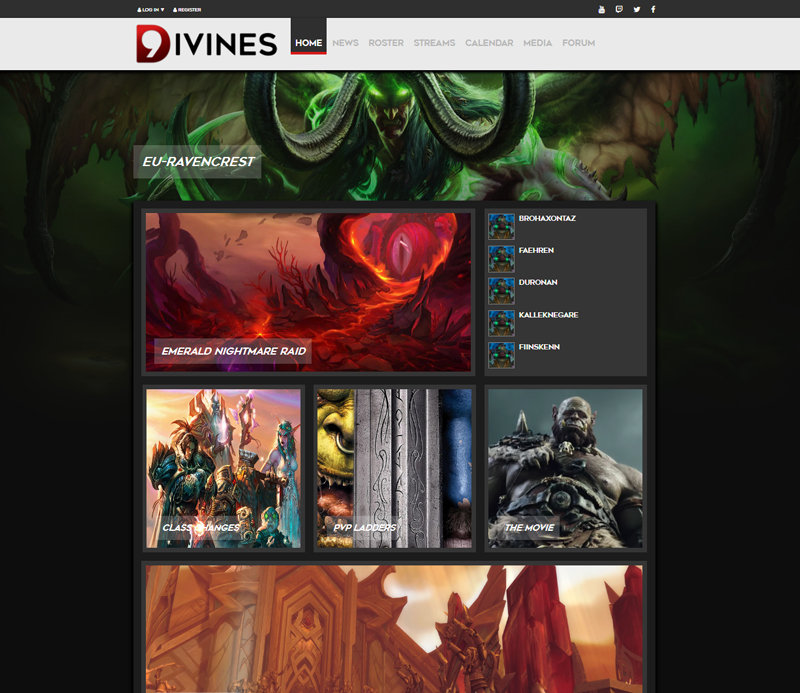 LOG IN ▼ REGISTER
9IVINES
HOME NEWS ROSTER STREAMS CALENDAR MEDIA FORUM
EU-RAVENCREST
EMERALD NIGHTMARE RAID
BROHAXONTAZ
FAEHREN
DURONAN
KALLEKNEGARE
FIINSKENN
CLASS CHANGES
PVP LADDERS
THE MOVIE